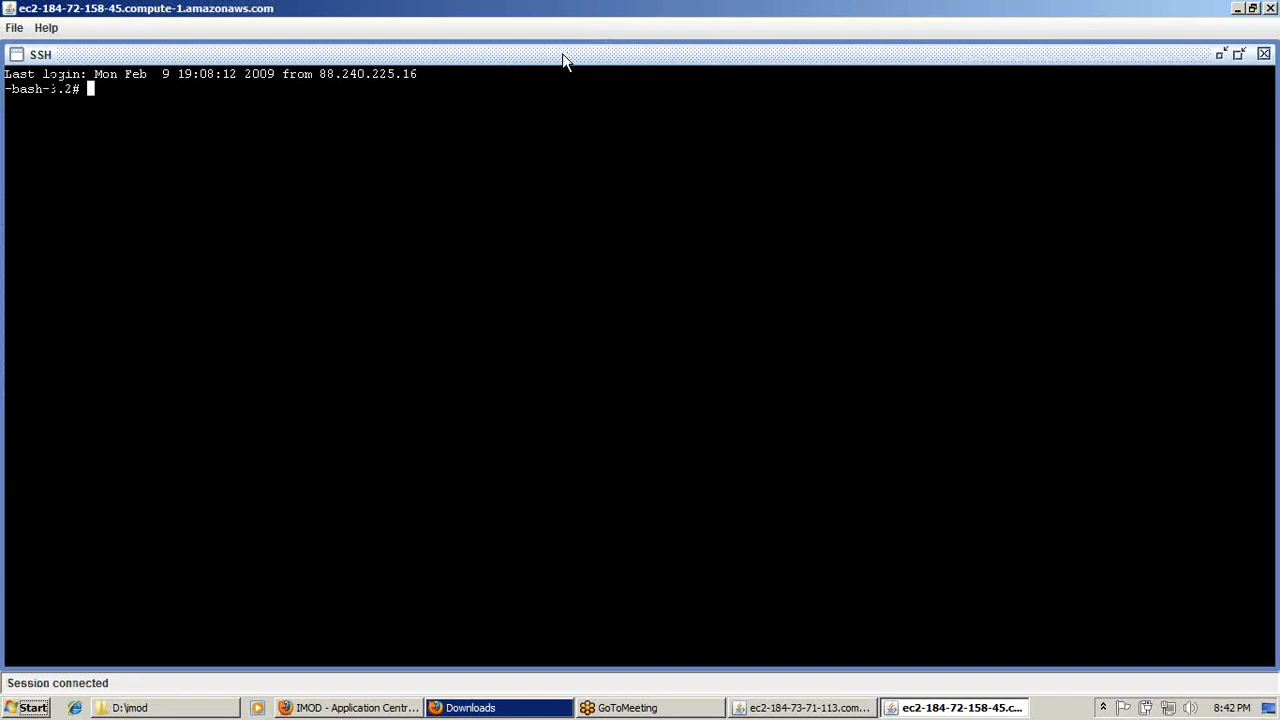 ec2-184-72-158-45.compute-1.amazonaws.com
File Help
SSH
Last login: Mon Feb  9 19:08:12 2009 from 88.240.225.16
-bash-3.2#
Session connected
Start D:\imod IMOD - Application Centr... Downloads GoToMeeting ec2-184-73-71-113.com... ec2-184-72-158-45.c... 8:42 PM